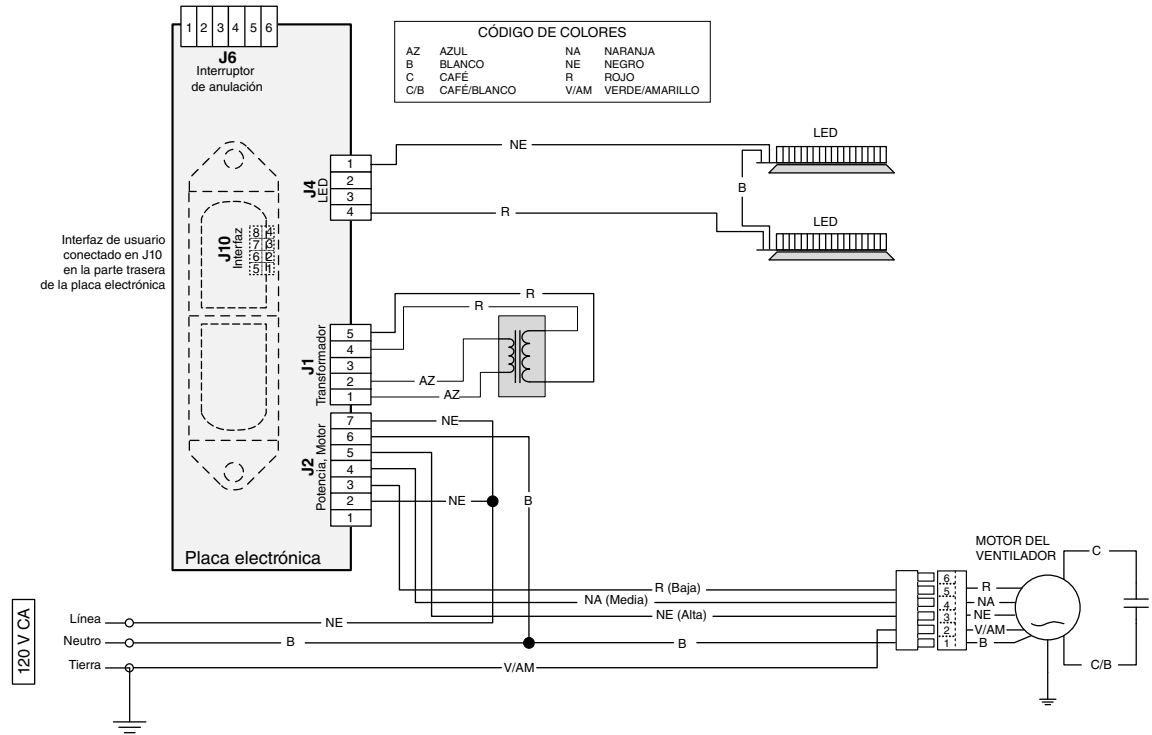 1 2 3 4 5 6
J6
Interruptor
de anulación
CÓDIGO DE COLORES
AZ AZUL NA NARANJA
B BLANCO NE NEGRO
C CAFÉ R ROJO
C/B CAFÉ/BLANCO V/AM VERDE/AMARILLO
J4
LED
1
2
3
4
NE
R
B
LED
LED
Interfaz de usuario
conectado en J10
en la parte trasera
de la placa electrónica
J10
Interfaz
8 4
7 3
6 2
5 1
J1
Transformador
5
4
3
2
1
R
R
AZ
AZ
J2
Potencia, Motor
7
6
5
4
3
2
1
NE
NE
B
Placa electrónica
R (Baja)
NA (Media)
NE (Alta)
120 V CA
Línea
NE
Neutro
B
B
Tierra
V/AM
MOTOR DEL
VENTILADOR
6
5
4
3
2
1
R
NA
NE
V/AM
B
C
C/B